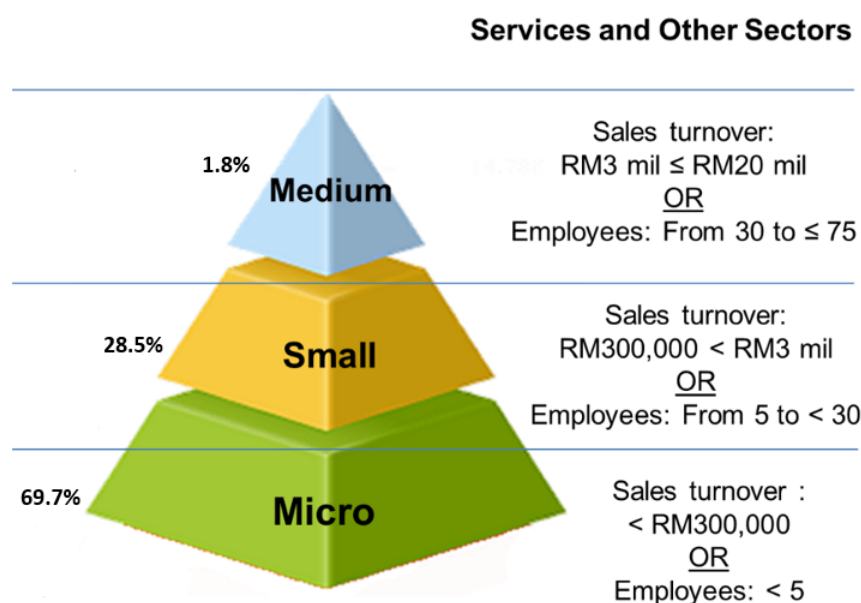 Services and Other Sectors
1.8%
Medium
Sales turnover:
RM3 mil ≤ RM20 mil
OR
Employees: From 30 to ≤ 75
28.5%
Small
Sales turnover:
RM300,000 < RM3 mil
OR
Employees: From 5 to < 30
69.7%
Micro
Sales turnover :
< RM300,000
OR
Employees: < 5